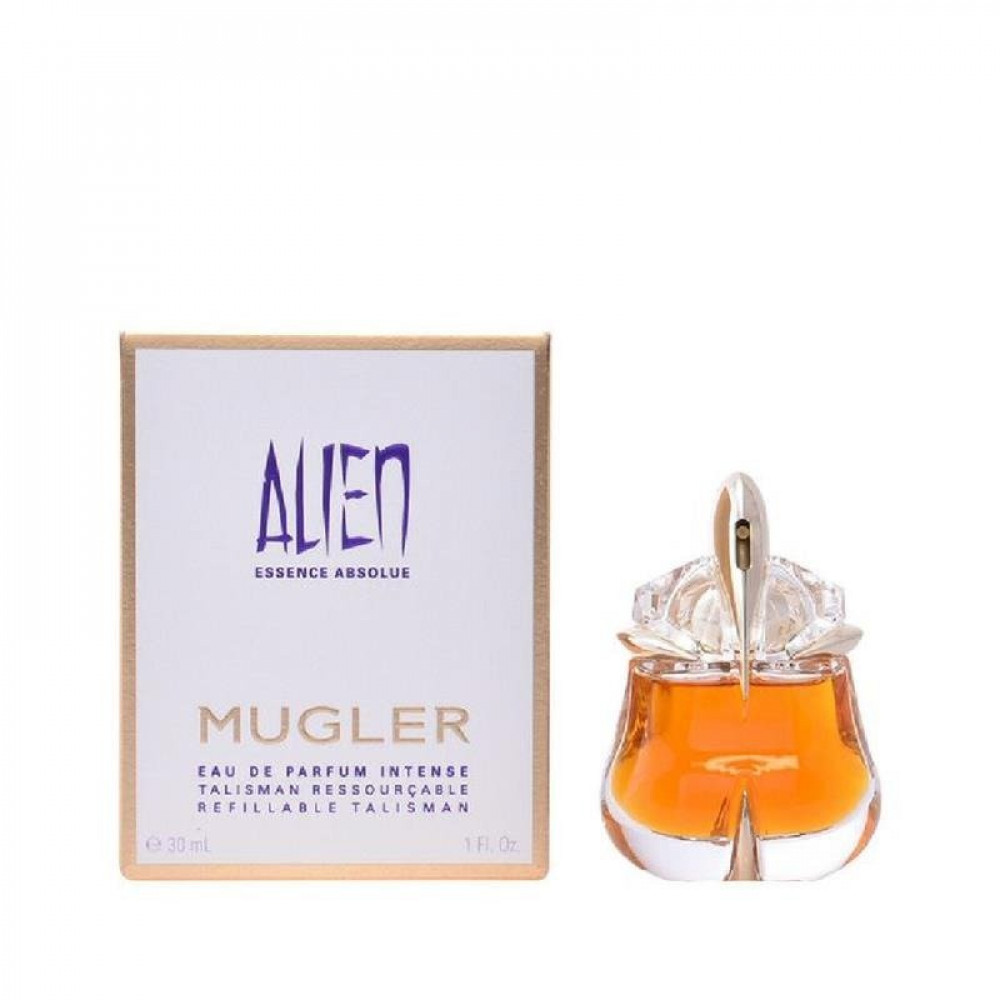 ALIEN
ESSENCE ABSOLUE
MUGLER
EAU DE PARFUM INTENSE
TALISMAN RESSOURÇABLE
REFILLABLE TALISMAN
℮ 30 mL 1 Fl. Oz.